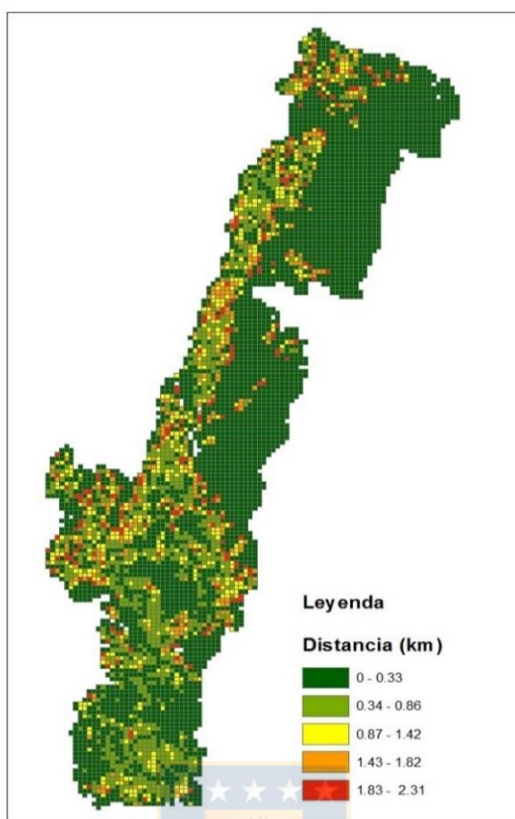 Leyenda
Distancia (km)
0 - 0.33
0.34 - 0.86
0.87 - 1.42
1.43 - 1.82
1.83 - 2.31